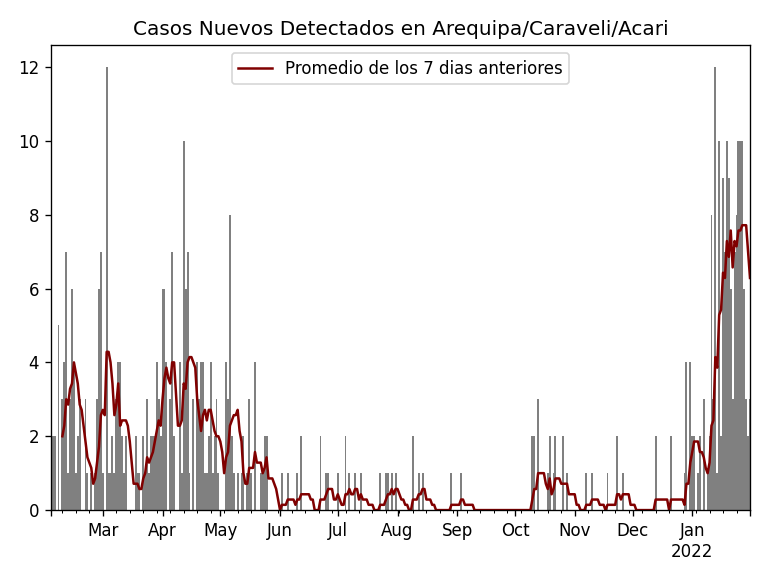 Casos Nuevos Detectados en Arequipa/Caraveli/Acari
Promedio de los 7 dias anteriores
12
10
8
6
4
2
0
Mar Apr May Jun Jul Aug Sep Oct Nov Dec Jan
2022